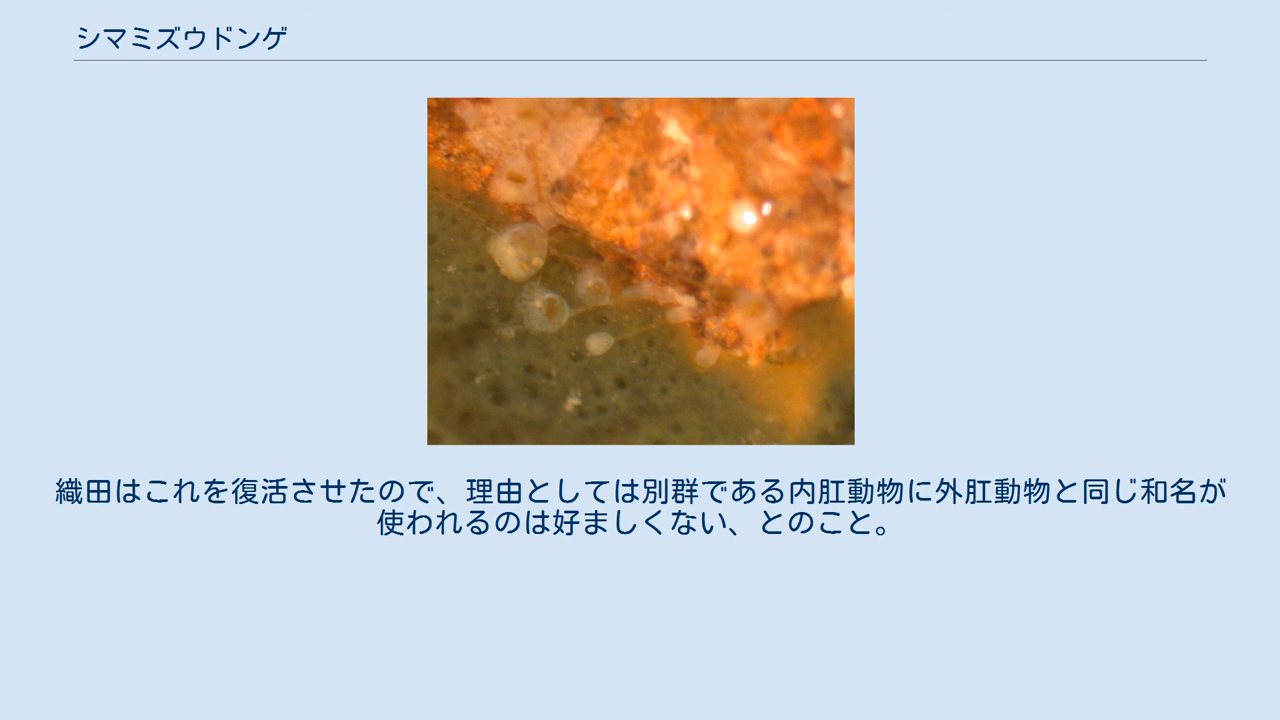 シマミズウドンゲ
織田はこれを復活させたので、理由としては別群である内肛動物に外肛動物と同じ和名が
使われるのは好ましくない、とのこと。